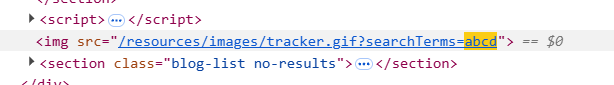 </section>
<script> … </script>
<img src="/resources/images/tracker.gif?searchTerms=abcd"> == $0
<section class="blog-list no-results"> … </section>
</div>